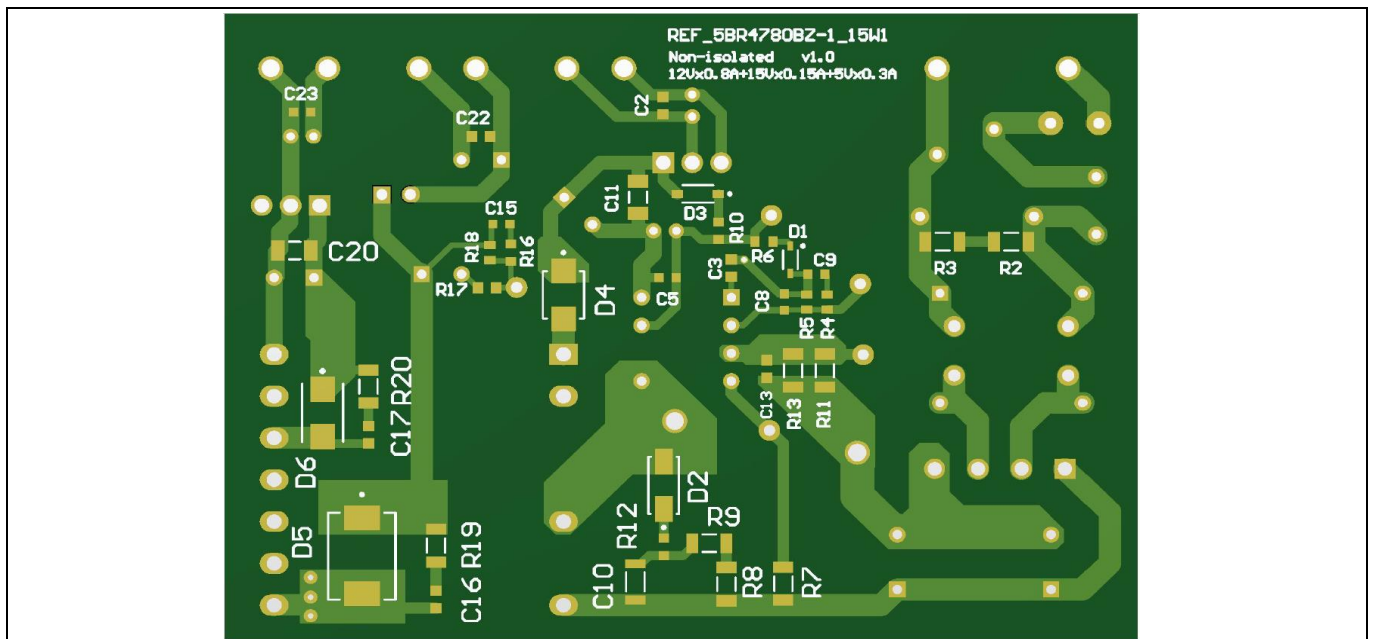 REF_5BR4780BZ-1_15W1
Non-isolated v1.0
12Vx0.8A+15Vx0.15A+5Vx0.3A
C23
C2
C22
C11
D3
C15
R10
D1
R18
R16
R6
C20
C3
C9
R3
R2
R17
C5
C8
D4
R5
R4
R20
C17
C13
R13
R11
D6
D2
R12
R9
D5
R19
C10
R8
R7
C16